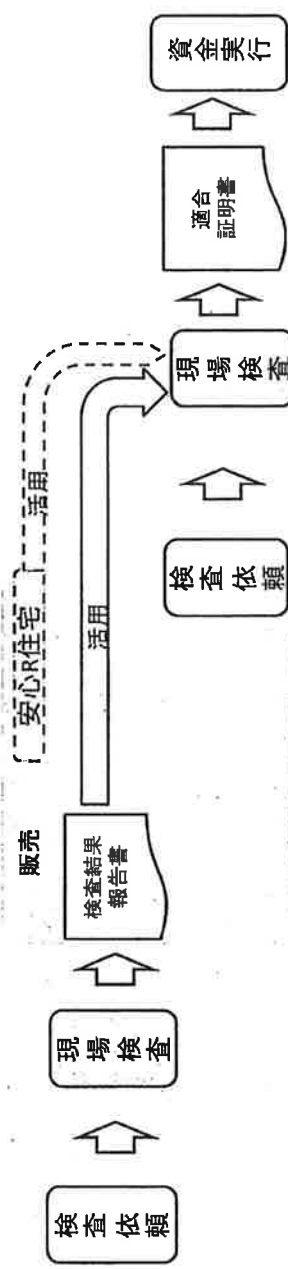 検査依頼
現場検査
検査結果
報告書
販売
安心R住宅
活用
活用
検査依頼
現場検査
適合
証明書
資金実行